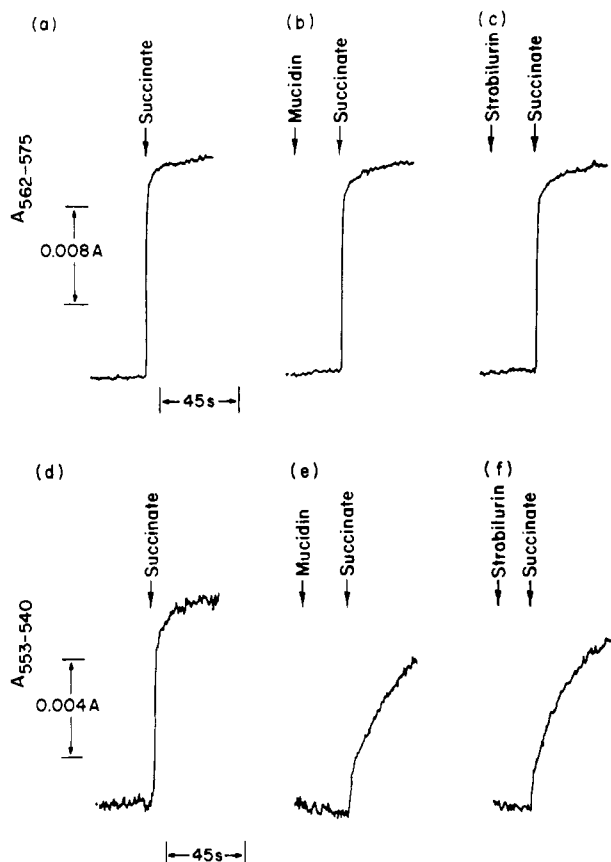 (a)
(b)
(c)
Succinate
Mucidin
Succinate
Strobilurin
Succinate
A562-575
0.008A
45s
(d)
(e)
(f)
Succinate
Mucidin
Succinate
Strobilurin
Succinate
A553-540
0.004A
45s